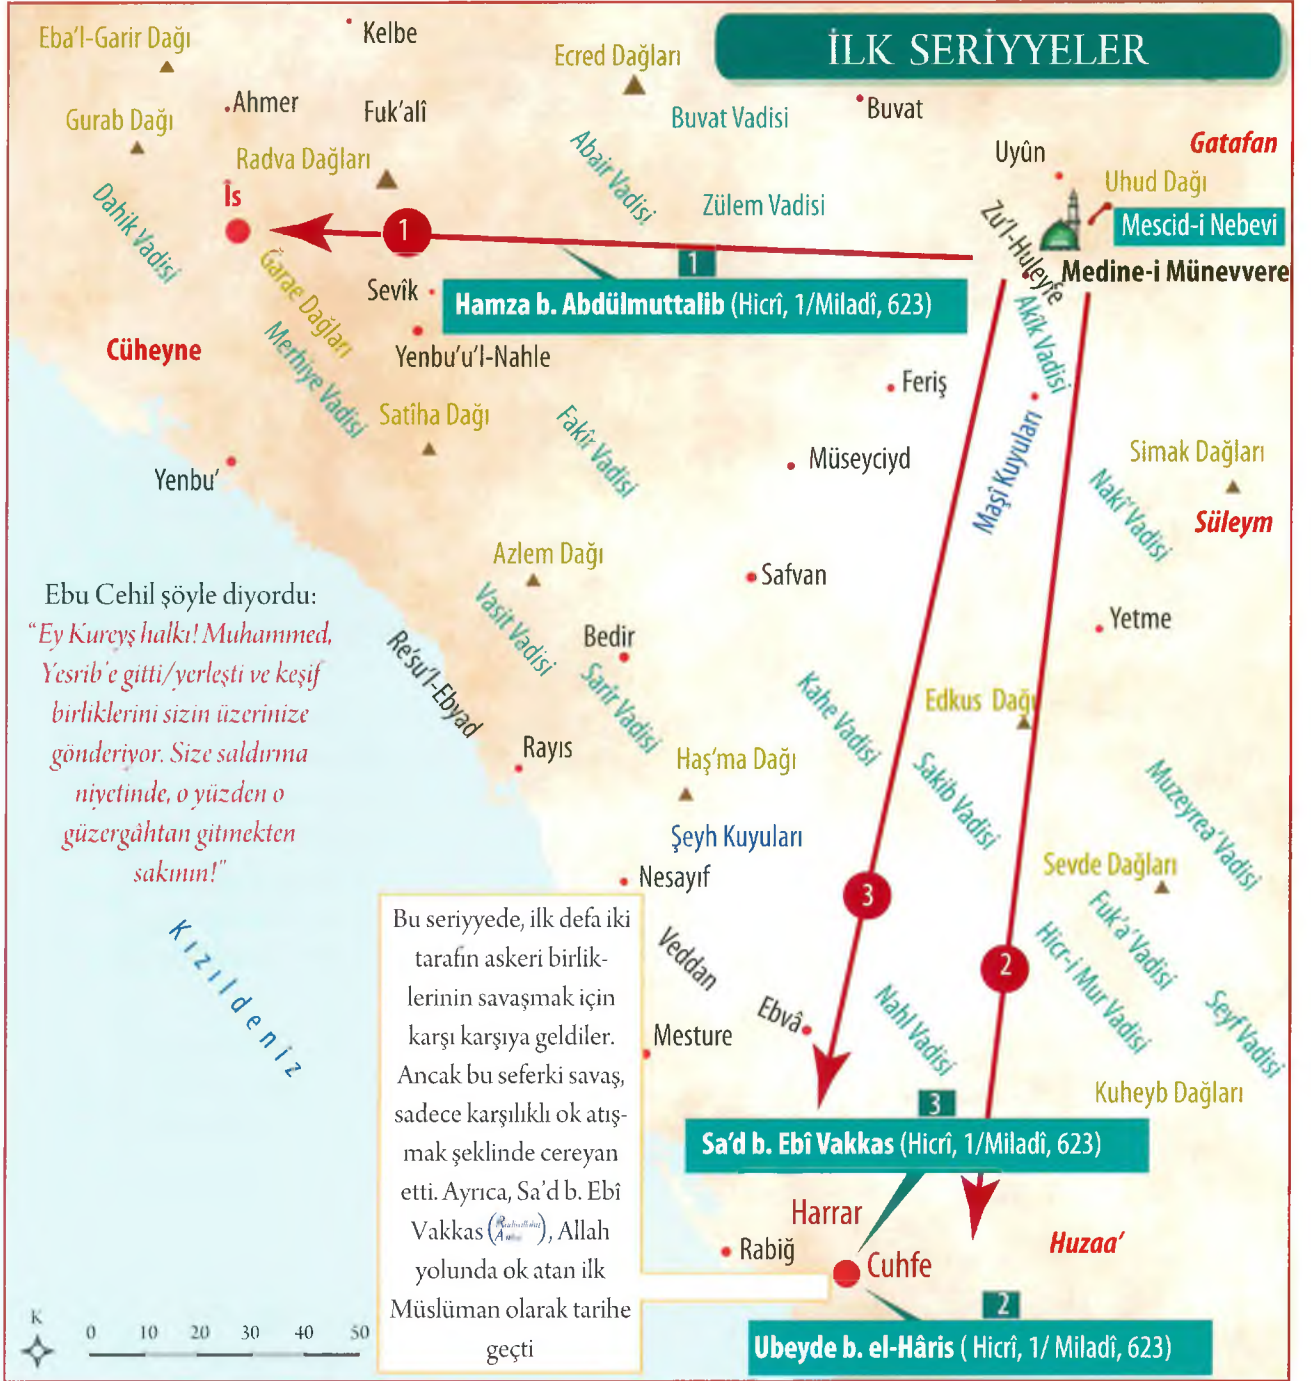 İLK SERİYYELER
Eba'l-Garir Dağı
Kelbe
Ecred Dağları
Ahmer
Fuk'alî
Buvat Vadisi
Buvat
Gurab Dağı
Radva Dağları
Abair Vadisi
Uyûn
Gatafan
Uhud Dağı
Îs
Dahik Vadisi
Zülem Vadisi
Zu'l-Huleyfe
Mescid-i Nebevi
Medine-i Münevvere
1
1
Ğarae Dağları
Sevîk
Hamza b. Abdülmuttalib (Hicrî, 1/Miladî, 623)
Akîk Vadisi
Cüheyne
Merhiye Vadisi
Yenbu'u'l-Nahle
Feriş
Satîha Dağı
Fakîr Vadisi
Maşî Kuyuları
Simak Dağları
Yenbu'
Müseyciyd
Nakî' Vadisi
Süleym
Azlem Dağı
Safvan
Vasit Vadisi
Bedir
Yetme
Ebu Cehil şöyle diyordu:
“Ey Kureyş halkı! Muhammed,
Yesrib'e gitti/yerleşti ve keşif
birliklerini sizin üzerinize
gönderiyor. Size saldırma
niyetinde, o yüzden o
güzergâhtan gitmekten
sakının!”
Re'su'l-Ebyad
Sarîr Vadisi
Kahe Vadisi
Edkus Dağı
Rayıs
Haş'ma Dağı
Sakib Vadisi
Muzeyrea' Vadisi
Şeyh Kuyuları
Nesayıf
Sevde Dağları
3
Fuk'a' Vadisi
Kızıldeniz
Veddan
2
Hicr-i Mur Vadisi
Ebvâ
Nahl Vadisi
Seyf Vadisi
Mesture
Kuheyb Dağları
Bu seriyyede, ilk defa iki
tarafın askeri birlik-
lerinin savaşmak için
karşı karşıya geldiler.
Ancak bu seferki savaş,
sadece karşılıklı ok atış-
mak şeklinde cereyan
etti. Ayrıca, Sa'd b. Ebî
Vakkas, Allah
yolunda ok atan ilk
Müslüman olarak tarihe
geçti
3
Sa'd b. Ebî Vakkas (Hicrî, 1/Miladî, 623)
Harrar
Rabiğ
Cuhfe
Huzaa'
2
Ubeyde b. el-Hâris ( Hicrî, 1/ Miladî, 623)
K
0 10 20 30 40 50